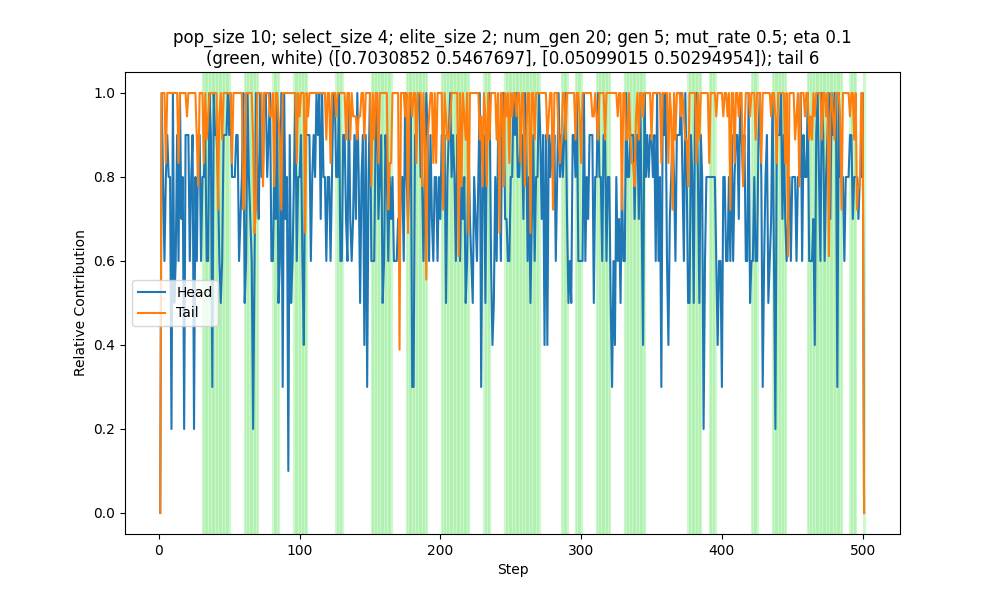 pop_size 10; select_size 4; elite_size 2; num_gen 20; gen 5; mut_rate 0.5; eta 0.1
(green, white) ([0.7030852 0.5467697], [0.05099015 0.50294954]); tail 6
1.0
0.8
0.6
0.4
0.2
0.0
Relative Contribution
Head
Tail
0
100
200
300
400
500
Step